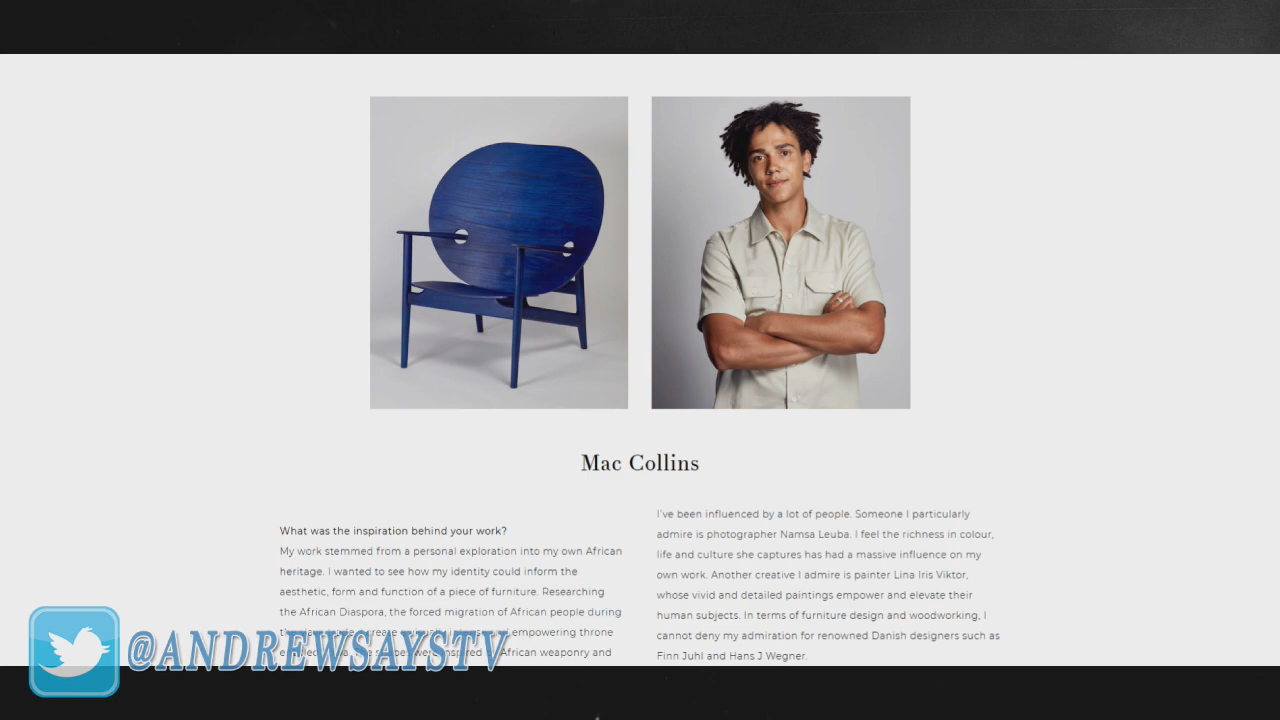 Mac Collins
What was the inspiration behind your work?
My work stemmed from a personal exploration into my own African
heritage. I wanted to see how my identity could inform the
aesthetic, form and function of a piece of furniture. Researching
the African Diaspora, the forced migration of African people during
empowering throne
African weaponry and
I've been influenced by a lot of people. Someone I particularly
admire is photographer Namsa Leuba. I feel the richness in colour,
life and culture she captures has had a massive influence on my
own work. Another creative I admire is painter Lina Iris Viktor,
whose vivid and detailed paintings empower and elevate their
human subjects. In terms of furniture design and woodworking, I
cannot deny my admiration for renowned Danish designers such as
Finn Juhl and Hans J Wegner.
@ANDREWSAYSTV